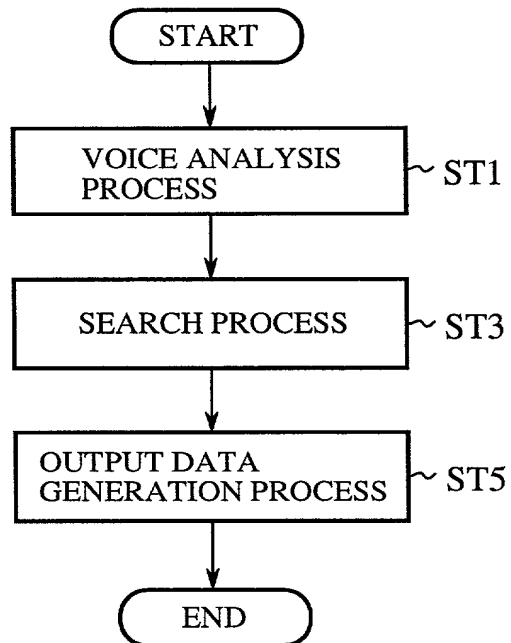 START
VOICE ANALYSIS
PROCESS
ST1
SEARCH PROCESS
ST3
OUTPUT DATA
GENERATION PROCESS
ST5
END